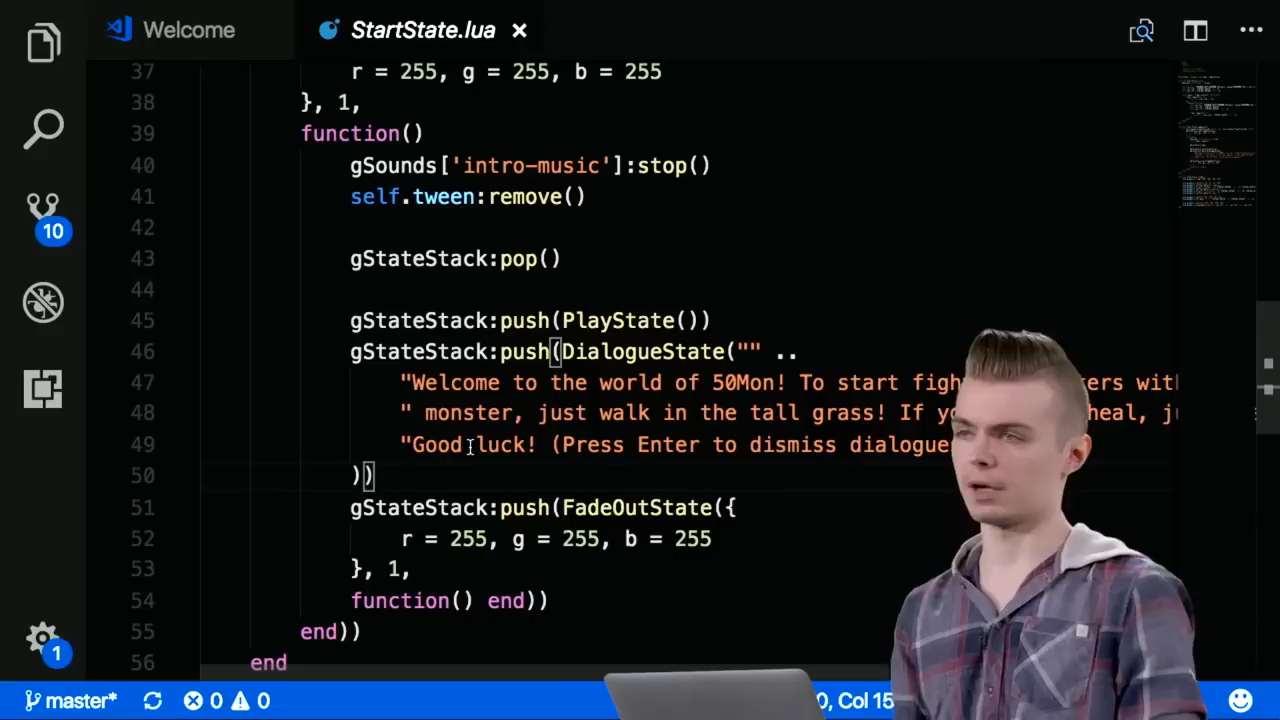 Welcome
StartState.lua
37 r = 255, g = 255, b = 255
38 }, 1,
39 function()
40 gSounds['intro-music']:stop()
41 self.tween:remove()
42
43 gStateStack:pop()
44
45 gStateStack:push(PlayState())
46 gStateStack:push(DialogueState("" ..
47 "Welcome to the world of 50Mon! To start
48 " monster, just walk in the tall grass! If heal,
49 "Good luck! (Press Enter to dismiss
50 ))
51 gStateStack:push(FadeOutState({
52 r = 255, g = 255, b = 255
53 }, 1,
54 function() end))
55 end))
56 end
10
1
master* 0 0 Col 15